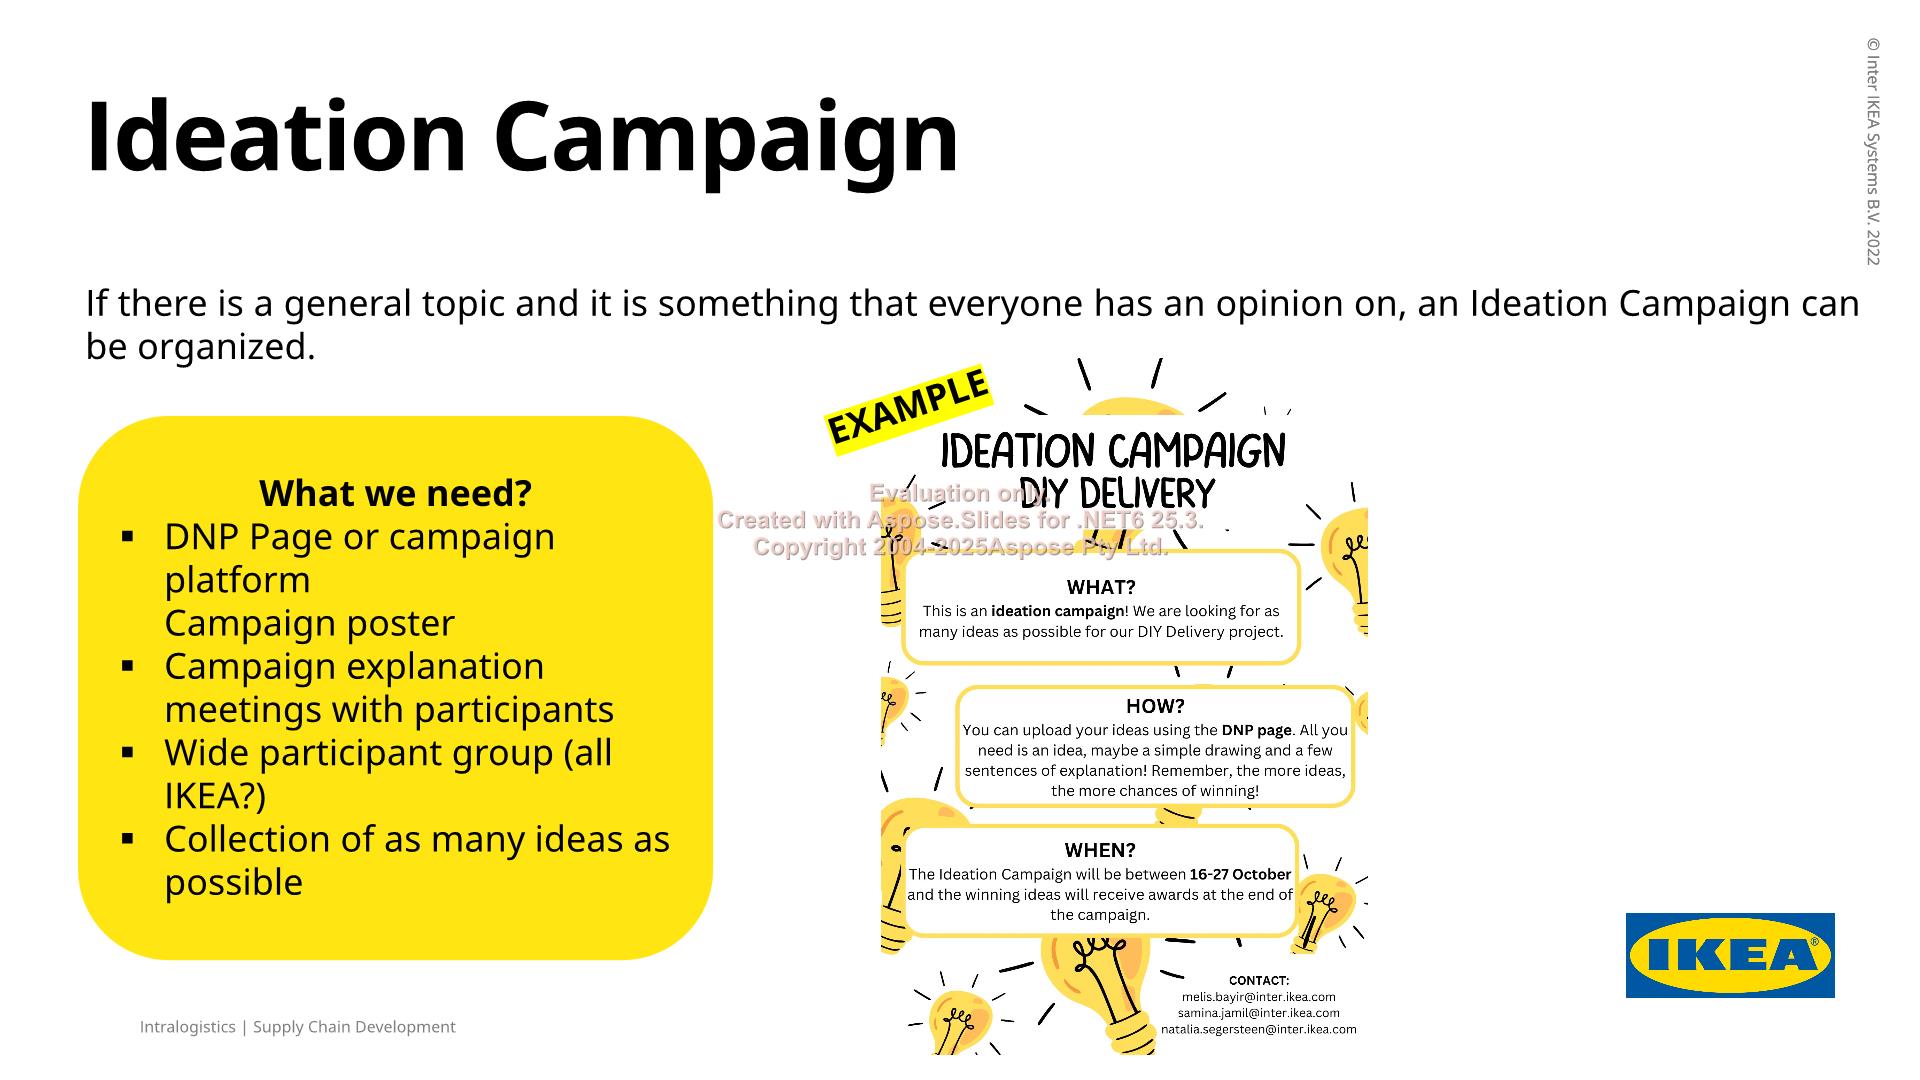 © Inter IKEA Systems B.V. 2022
Ideation Campaign
If there is a general topic and it is something that everyone has an opinion on, an Ideation Campaign can
be organized.
What we need?
▪ DNP Page or campaign
platform
Campaign poster
▪ Campaign explanation
meetings with participants
▪ Wide participant group (all
IKEA?)
▪ Collection of as many ideas as
possible
EXAMPLE
IDEATION CAMPAIGN
DIY DELIVERY
Evaluation only.
Created with Aspose.Slides for .NET6 25.3.
Copyright 2004-2025Aspose Pty Ltd.
WHAT?
This is an ideation campaign! We are looking for as
many ideas as possible for our DIY Delivery project.
HOW?
You can upload your ideas using the DNP page. All you
need is an idea, maybe a simple drawing and a few
sentences of explanation! Remember, the more ideas,
the more chances of winning!
WHEN?
The Ideation Campaign will be between 16-27 October
and the winning ideas will receive awards at the end of
the campaign.
CONTACT:
melis.bayir@inter.ikea.com
samina.jamil@inter.ikea.com
natalia.segersteen@inter.ikea.com
IKEA®
Intralogistics | Supply Chain Development